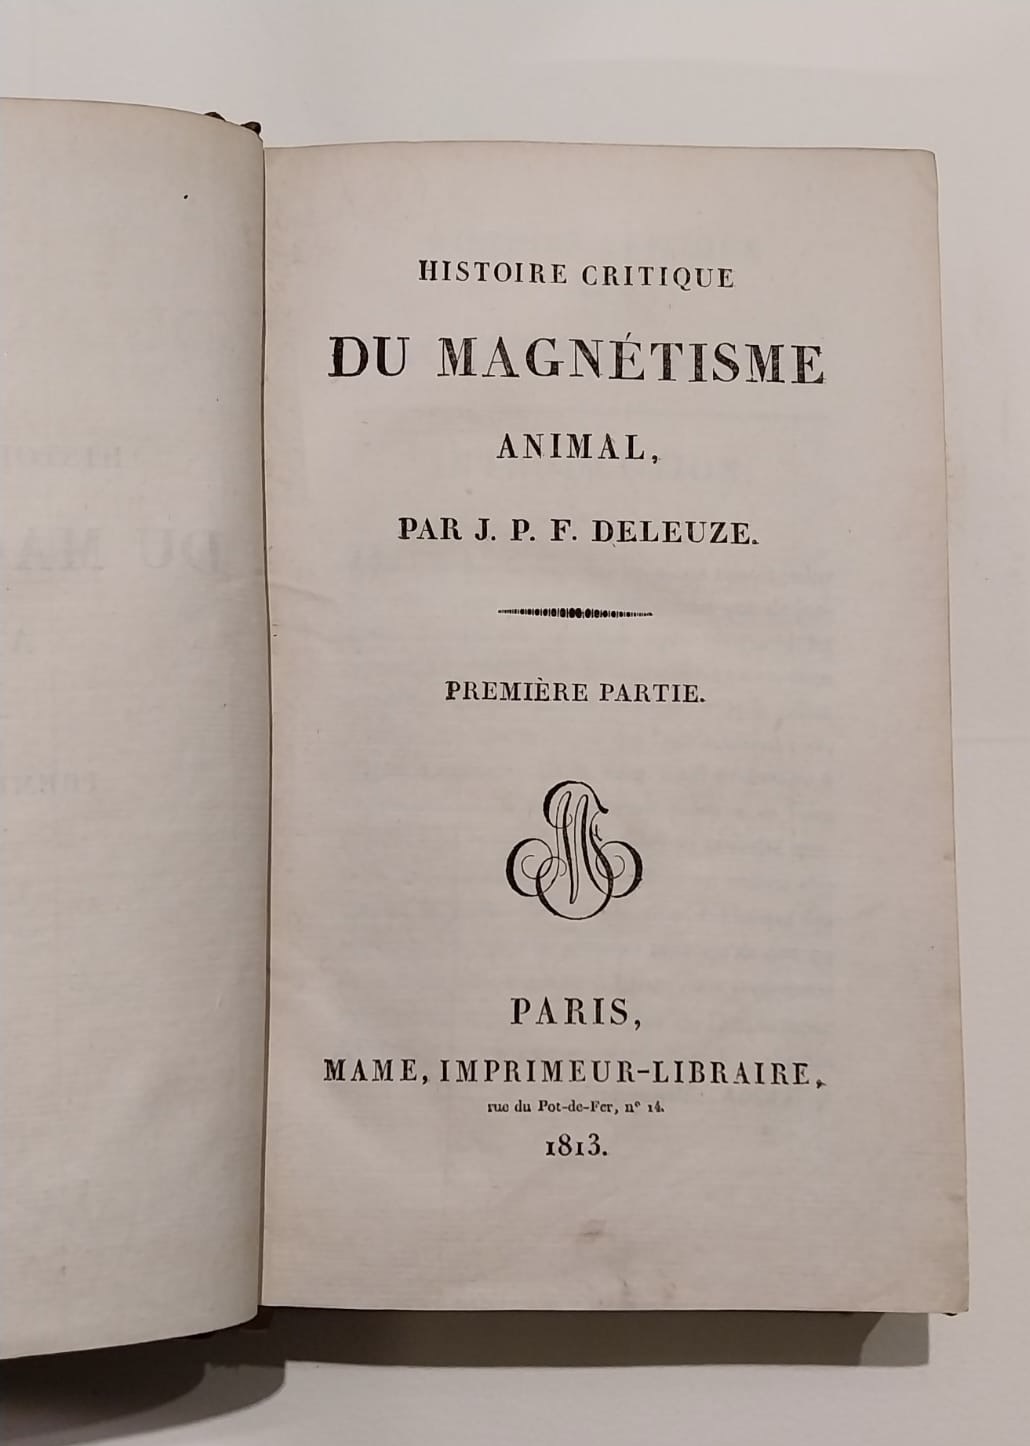 HISTOIRE CRITIQUE
DU MAGNÉTISME
ANIMAL,
PAR J. P. F. DELEUZE.
PREMIÈRE PARTIE.
PARIS,
MAME, IMPRIMEUR-LIBRAIRE,
rue du Pot-de-Fer, n° 14.
1813.